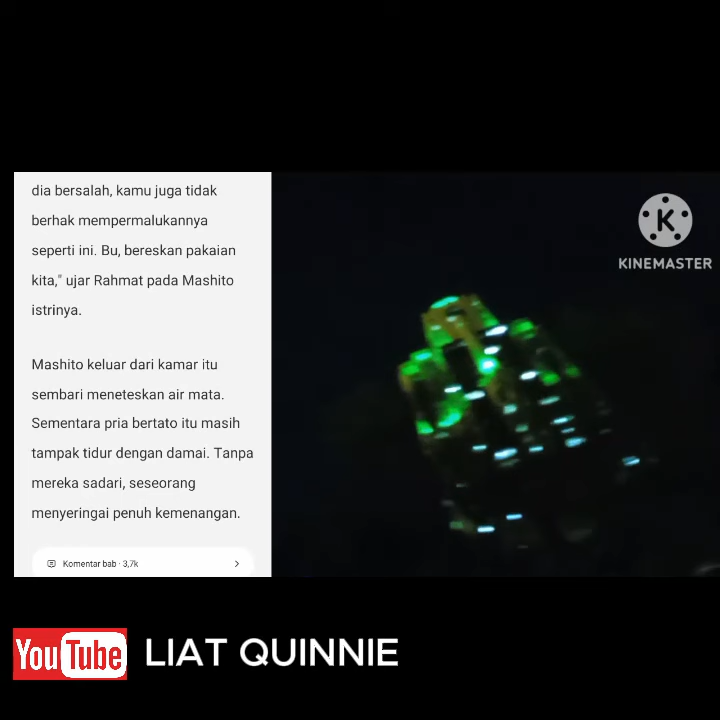 dia bersalah, kamu juga tidak
berhak mempermalukannya
seperti ini. Bu, bereskan pakaian
kita," ujar Rahmat pada Mashito
istrinya.
Mashito keluar dari kamar itu
sembari meneteskan air mata.
Sementara pria bertato itu masih
tampak tidur dengan damai. Tanpa
mereka sadari, seseorang
menyeringai penuh kemenangan.
Komentar bab · 3,7k
K
KINEMASTER
YouTube LIAT QUINNIE